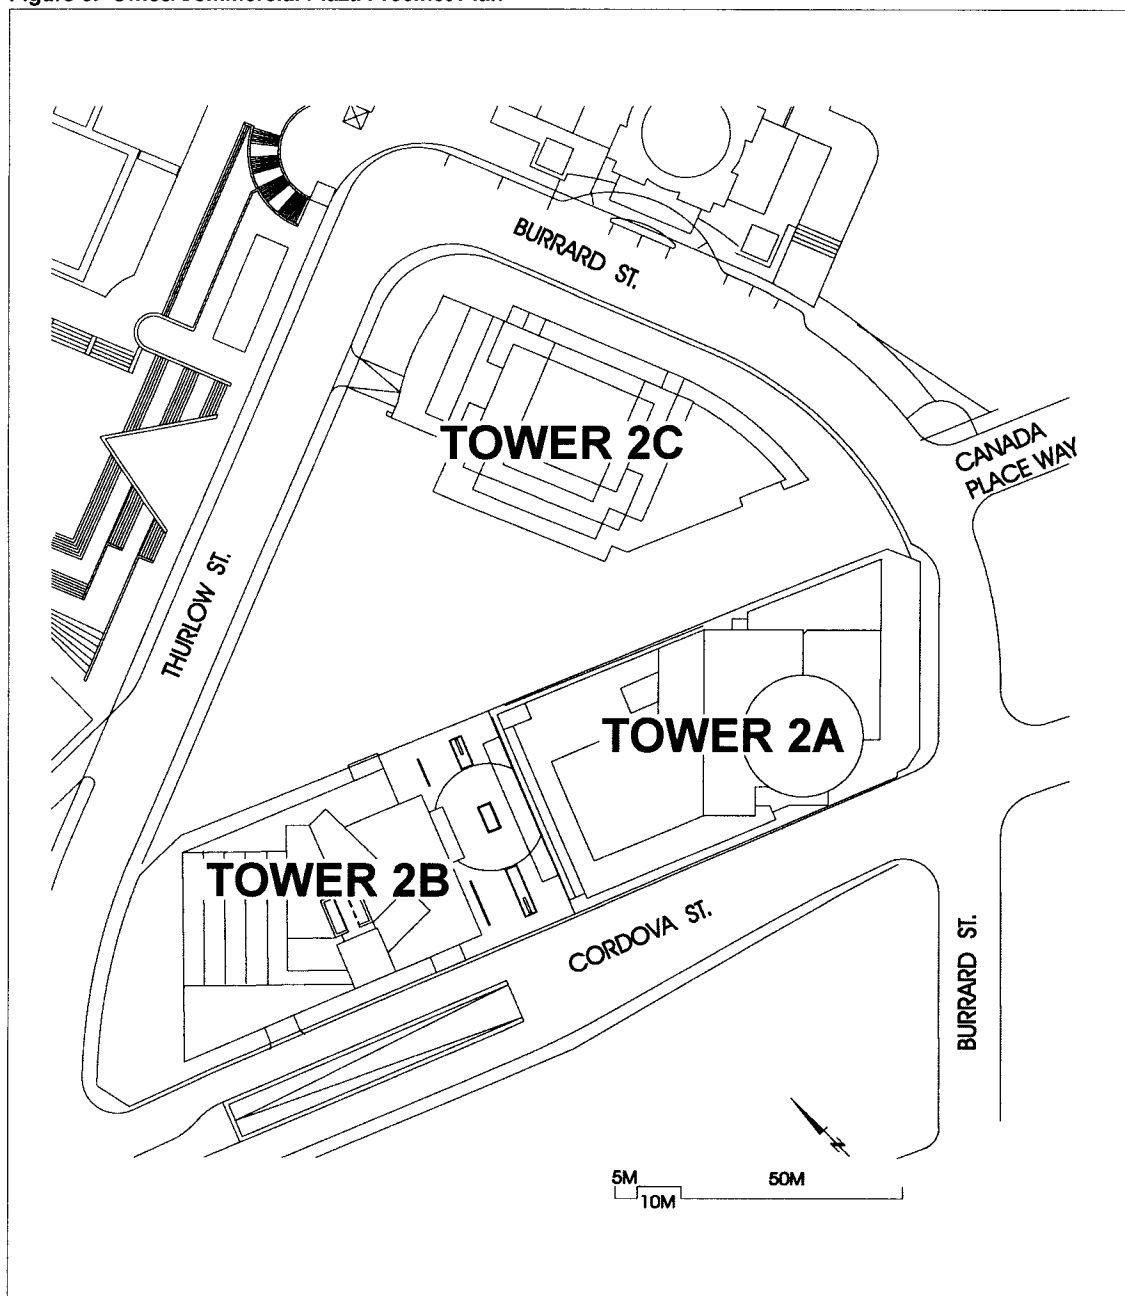 BURRARD ST.
TOWER 2C
CANADA
PLACE WAY
THURLOW ST.
TOWER 2A
TOWER 2B
CORDOVA ST.
BURRARD ST.
N
5M
50M
10M